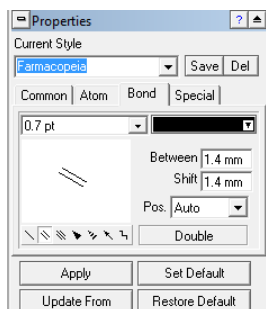 Properties ?
Current Style
Farmacopeia Save Del
Common Atom Bond Special
0.7 pt
Between 1.4 mm
Shift 1.4 mm
Pos. Auto
Double
Apply Set Default
Update From Restore Default